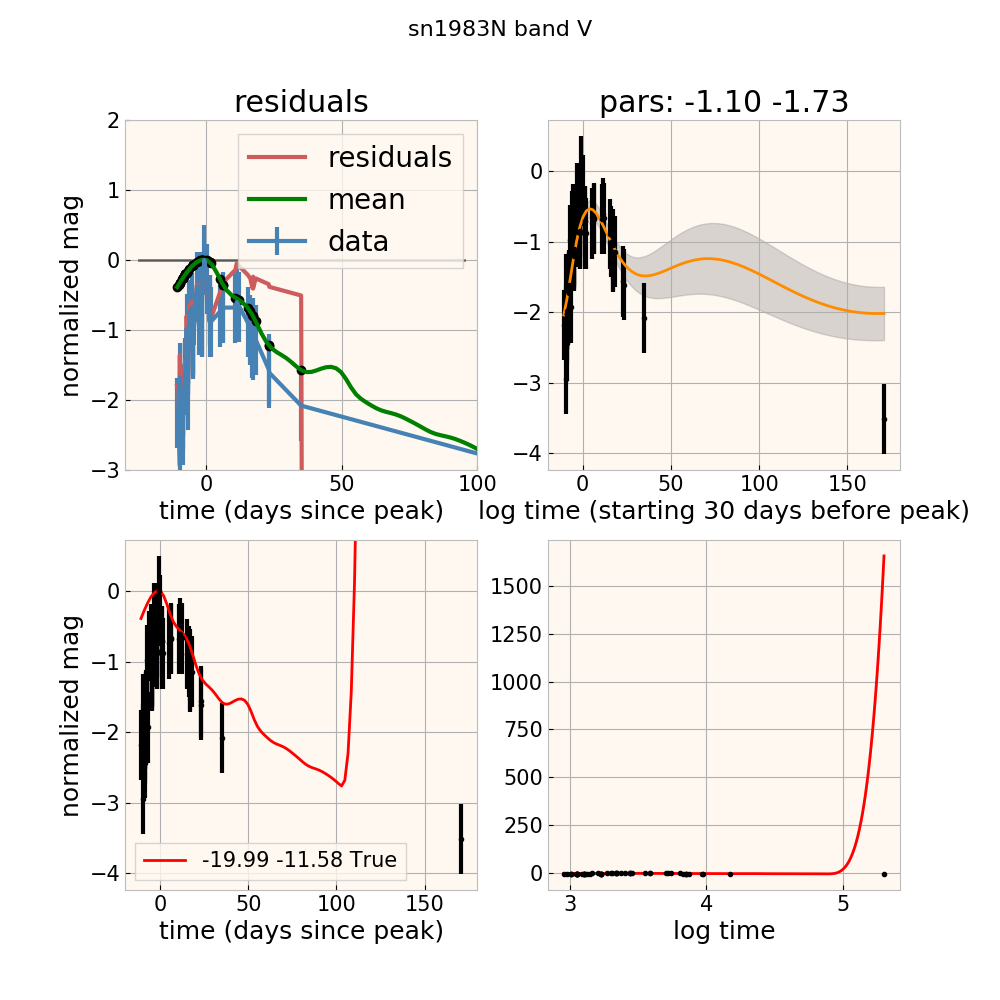 sn1983N band V
residuals
pars: -1.10 -1.73
2
1
0
−1
−2
−3
normalized mag
residuals
mean
data
0
50
100
time (days since peak)
0
−1
−2
−3
−4
0
50
100
150
log time (starting 30 days before peak)
0
−1
−2
−3
−4
normalized mag
-19.99 -11.58 True
0
50
100
150
time (days since peak)
1500
1250
1000
750
500
250
0
3
4
5
log time